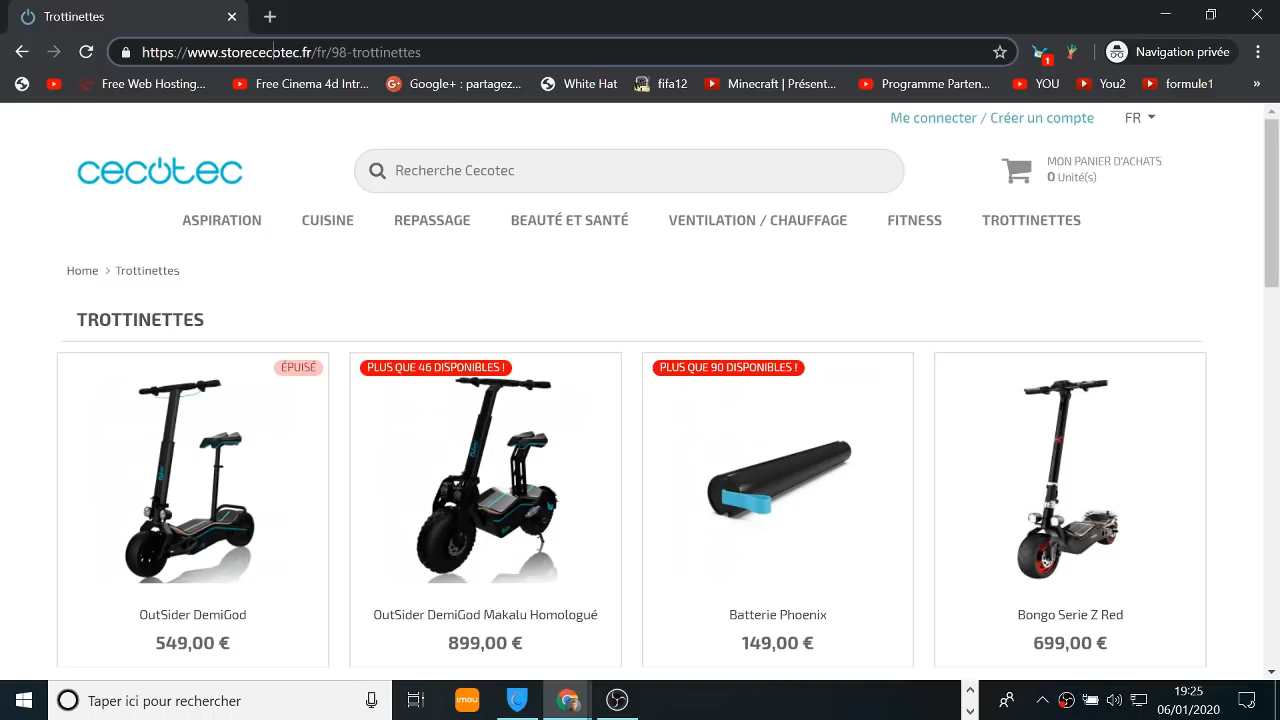 Trottinettes
https://www.storececotec.fr/fr/98-trottinettes
Navigation privée
Free Web Hosting...
Free Cinema 4d Intr...
Google+ : partagez...
White Hat
fifa12
Martinic | Présent...
Programme Parten...
YOU
YouR
formule1
»
1
Me connecter / Créer un compte
FR
cecotec
Recherche Cecotec
MON PANIER D'ACHATS
0 Unité(s)
ASPIRATION
CUISINE
REPASSAGE
BEAUTÉ ET SANTÉ
VENTILATION / CHAUFFAGE
FITNESS
TROTTINETTES
Home > Trottinettes
TROTTINETTES
ÉPUISÉ
PLUS QUE 46 DISPONIBLES !
PLUS QUE 90 DISPONIBLES !
OutSider DemiGod
549,00 €
OutSider DemiGod Makalu Homologué
899,00 €
Batterie Phoenix
149,00 €
Bongo Serie Z Red
699,00 €
Taper ici pour rechercher
imou
19:25
06/01/2020